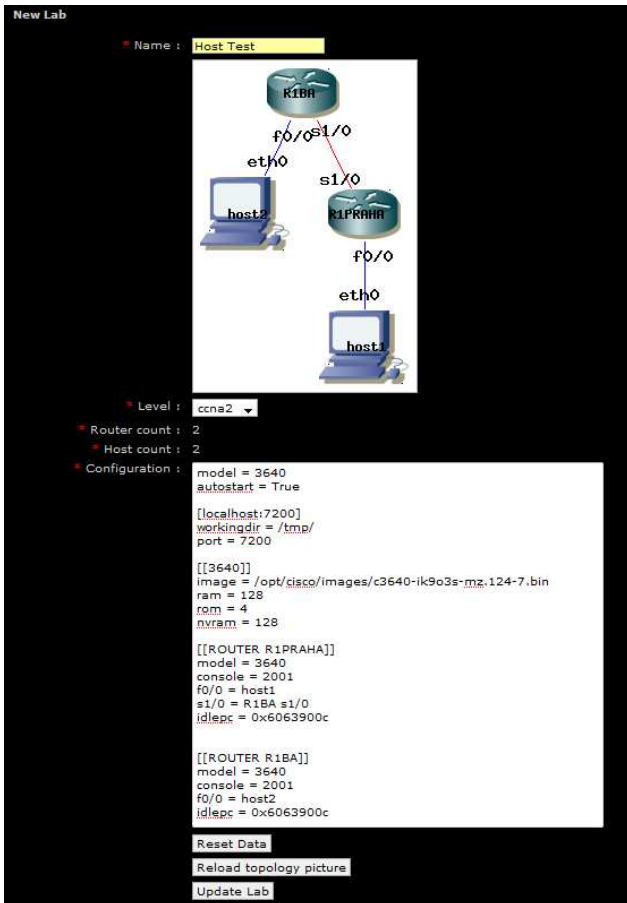 New Lab
* Name : Host Test
R1BA
f0/0 s1/0
eth0
s1/0
host2
R1PRAHA
f0/0
eth0
host1
* Level : ccna2
* Router count : 2
* Host count : 2
* Configuration :
model = 3640
autostart = True
[localhost:7200]
workingdir = /tmp/
port = 7200
[[3640]]
image = /opt/cisco/images/c3640-ik9o3s-mz.124-7.bin
ram = 128
rom = 4
nvram = 128
[[ROUTER R1PRAHA]]
model = 3640
console = 2001
f0/0 = host1
s1/0 = R1BA s1/0
idlepc = 0x6063900c
[[ROUTER R1BA]]
model = 3640
console = 2001
f0/0 = host2
idlepc = 0x6063900c
Reset Data
Reload topology picture
Update Lab